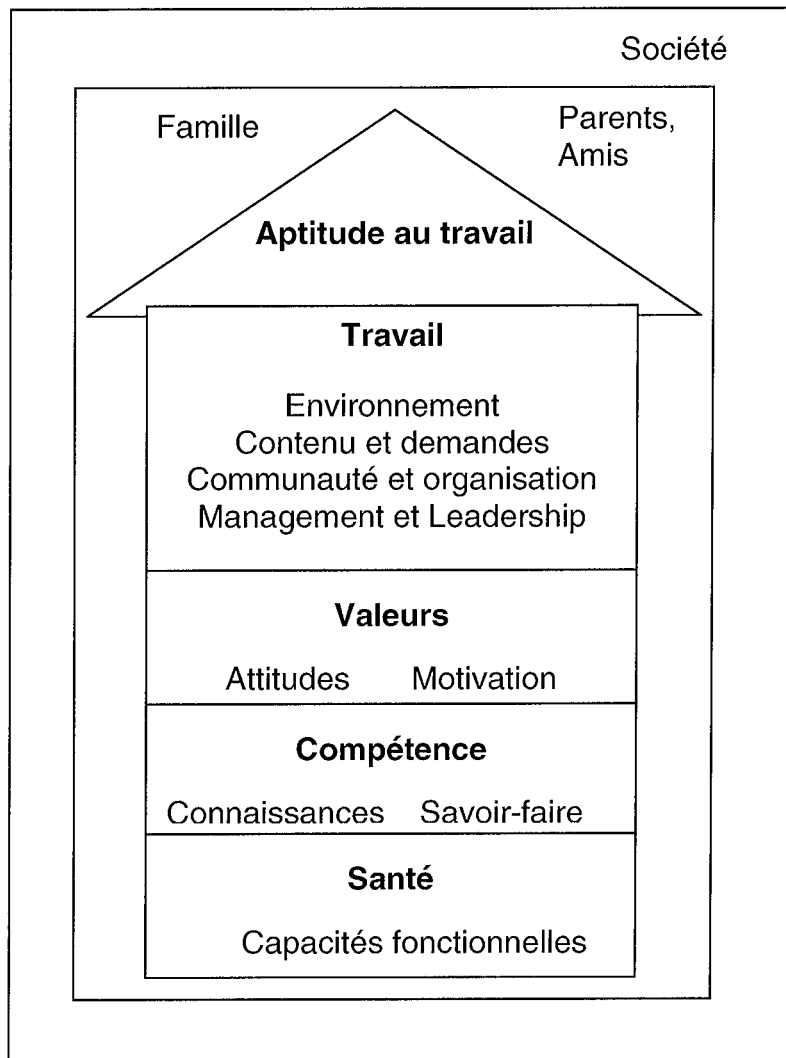 Société
Famille
Parents,
Amis
Aptitude au travail
Travail
Environnement
Contenu et demandes
Communauté et organisation
Management et Leadership
Valeurs
Attitudes Motivation
Compétence
Connaissances Savoir-faire
Santé
Capacités fonctionnelles